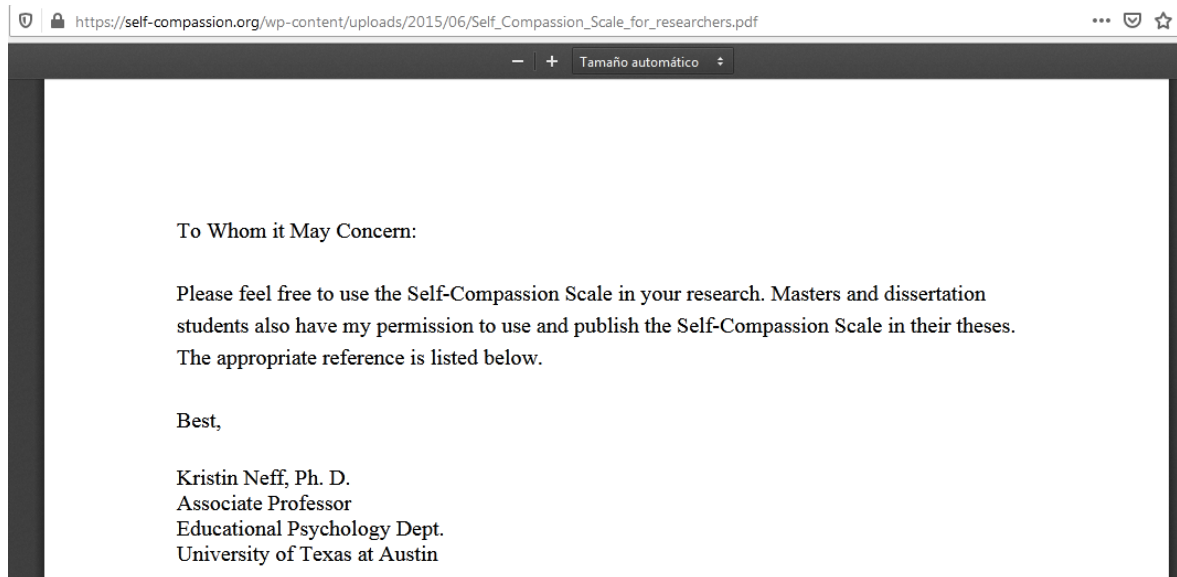 https://self-compassion.org/wp-content/uploads/2015/06/Self_Compassion_Scale_for_researchers.pdf
Tamaño automático
To Whom it May Concern:
Please feel free to use the Self-Compassion Scale in your research. Masters and dissertation
students also have my permission to use and publish the Self-Compassion Scale in their theses.
The appropriate reference is listed below.
Best,
Kristin Neff, Ph. D.
Associate Professor
Educational Psychology Dept.
University of Texas at Austin